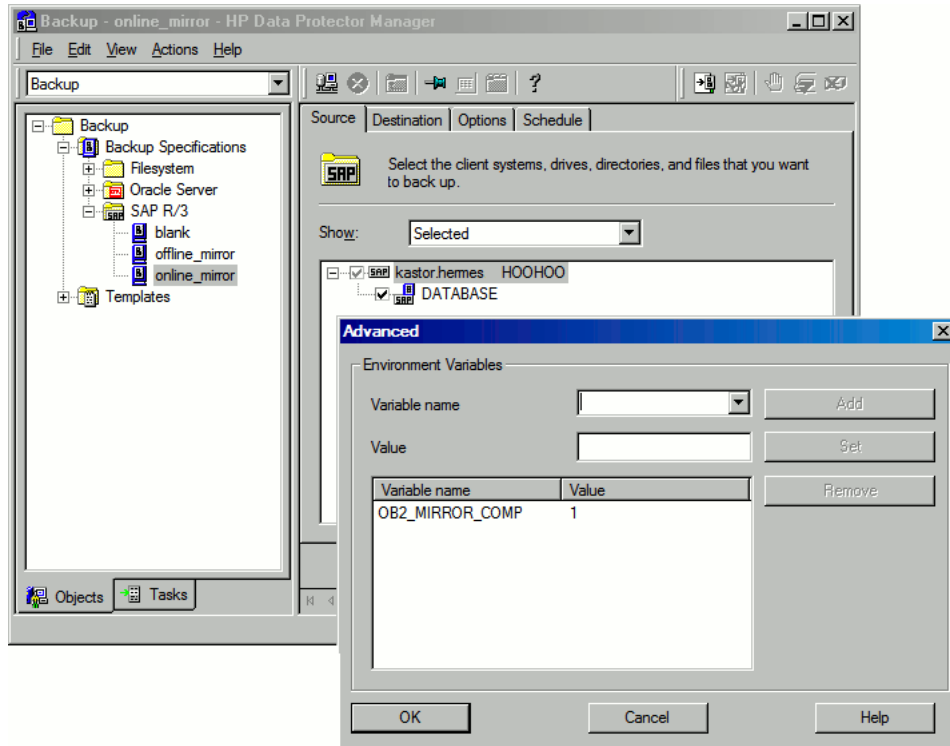 Backup - online_mirror - HP Data Protector Manager
File Edit View Actions Help
Backup
Backup
Backup Specifications
Filesystem
Oracle Server
SAP R/3
blank
offline_mirror
online_mirror
Templates
Objects Tasks
Source Destination Options Schedule
SAP
Select the client systems, drives, directories, and files that you want
to back up.
Show: Selected
SAP kastor.hermes HOOHOO
SAP DATABASE
Advanced
Environment Variables
Variable name Add
Value Set
Variable name Value Remove
OB2_MIRROR_COMP 1
OK Cancel Help